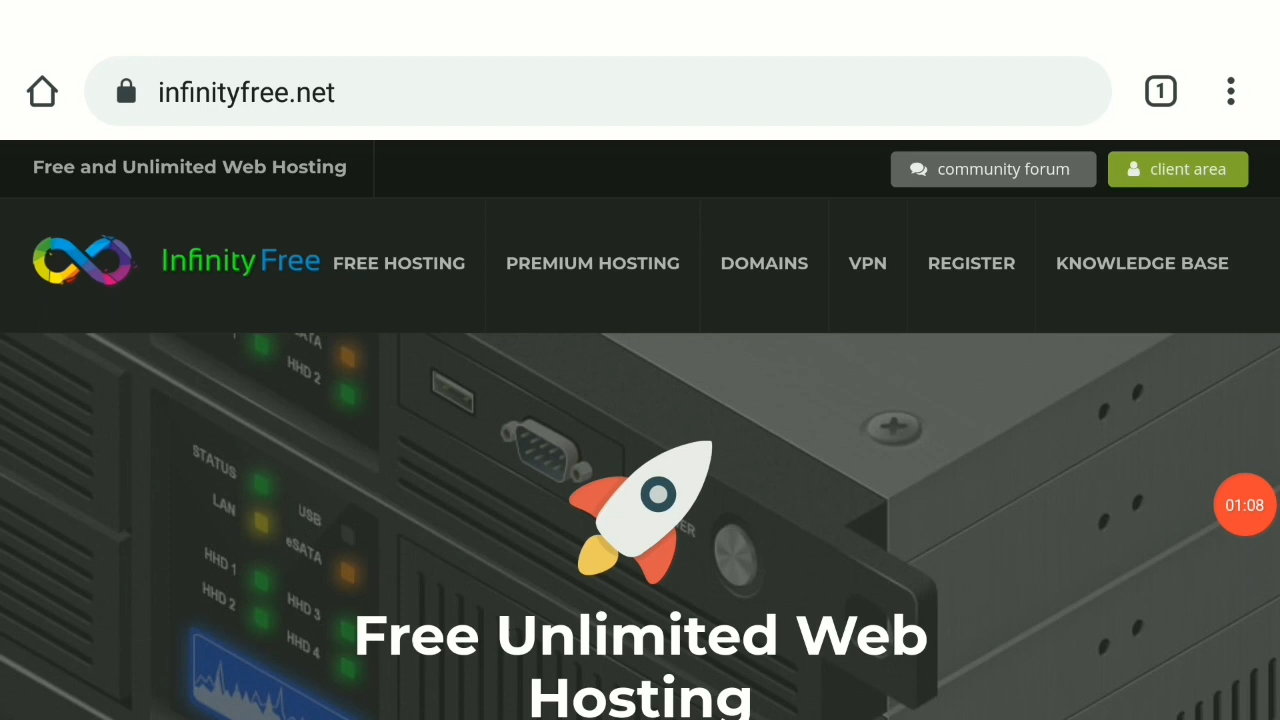 infinityfree.net
1
Free and Unlimited Web Hosting
community forum
client area
Infinity Free
FREE HOSTING
PREMIUM HOSTING
DOMAINS
VPN
REGISTER
KNOWLEDGE BASE
HHD 2
STATUS
LAN
USB
eSATA
HHD 1
HHD 2
HHD 3
HHD 4
01:08
Free Unlimited Web
Hosting